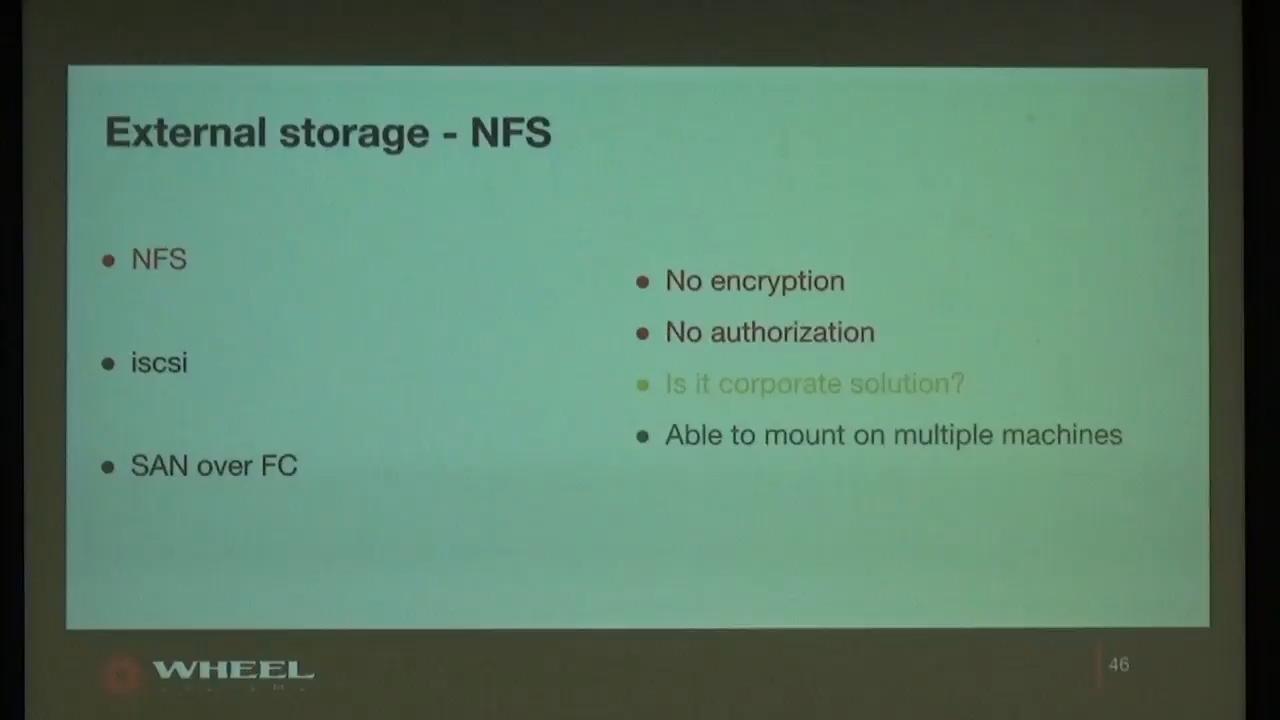 External storage - NFS
NFS
iscsi
SAN over FC
No encryption
No authorization
Is it corporate solution?
Able to mount on multiple machines
WHEEL
46